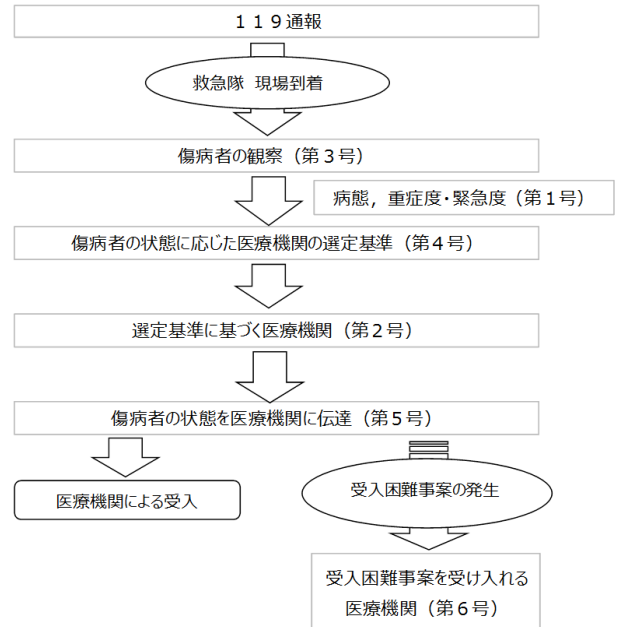 １１９通報
救急隊 現場到着
傷病者の観察（第３号）
病態，重症度・緊急度（第１号）
傷病者の状態に応じた医療機関の選定基準（第４号）
選定基準に基づく医療機関（第２号）
傷病者の状態を医療機関に伝達（第５号）
医療機関による受入
受入困難事案の発生
受入困難事案を受け入れる
医療機関（第６号）